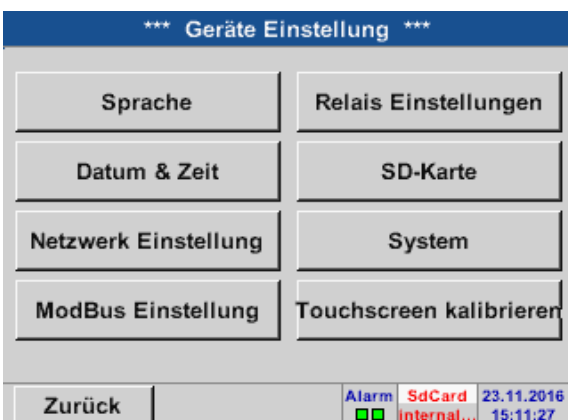 *** Geräte Einstellung ***
Sprache
Relais Einstellungen
Datum & Zeit
SD-Karte
Netzwerk Einstellung
System
ModBus Einstellung
Touchscreen kalibrieren
Zurück
Alarm
SdCard
internal...
23.11.2016
15:11:27